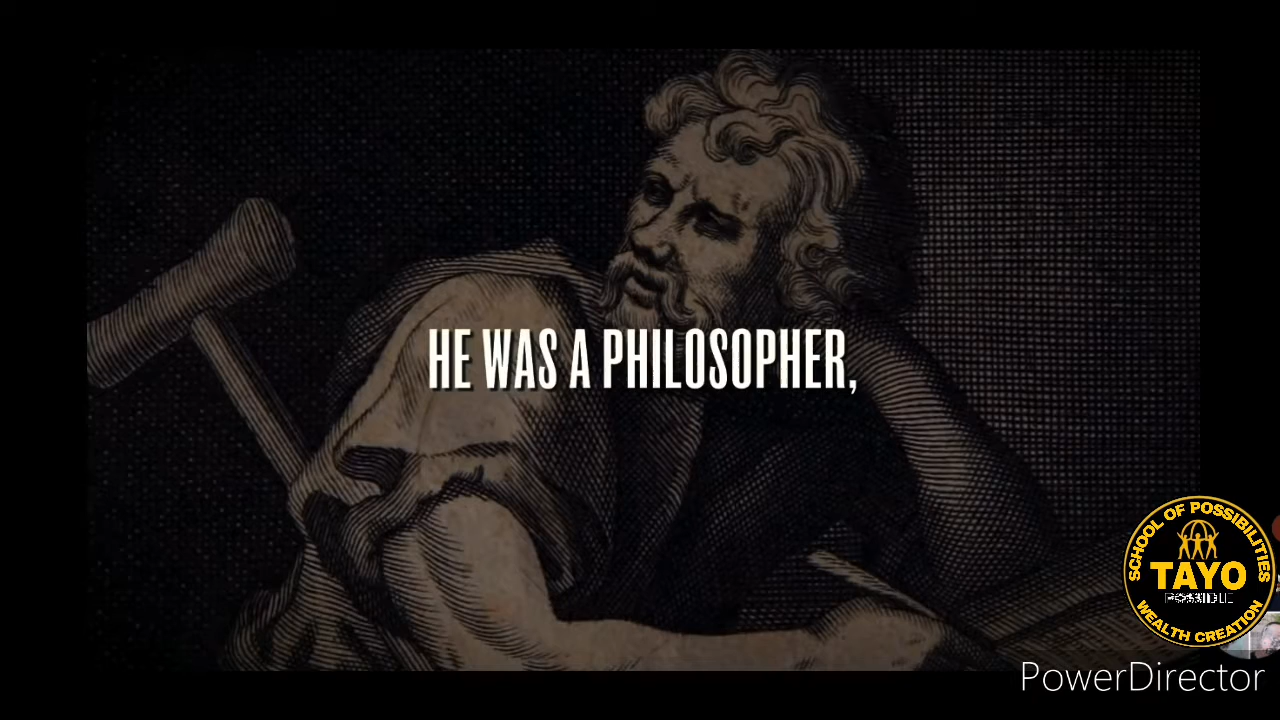 HE WAS A PHILOSOPHER,
SCHOOL OF POSSIBILITIES
TAYO
WEALTH CREATION
PowerDirector